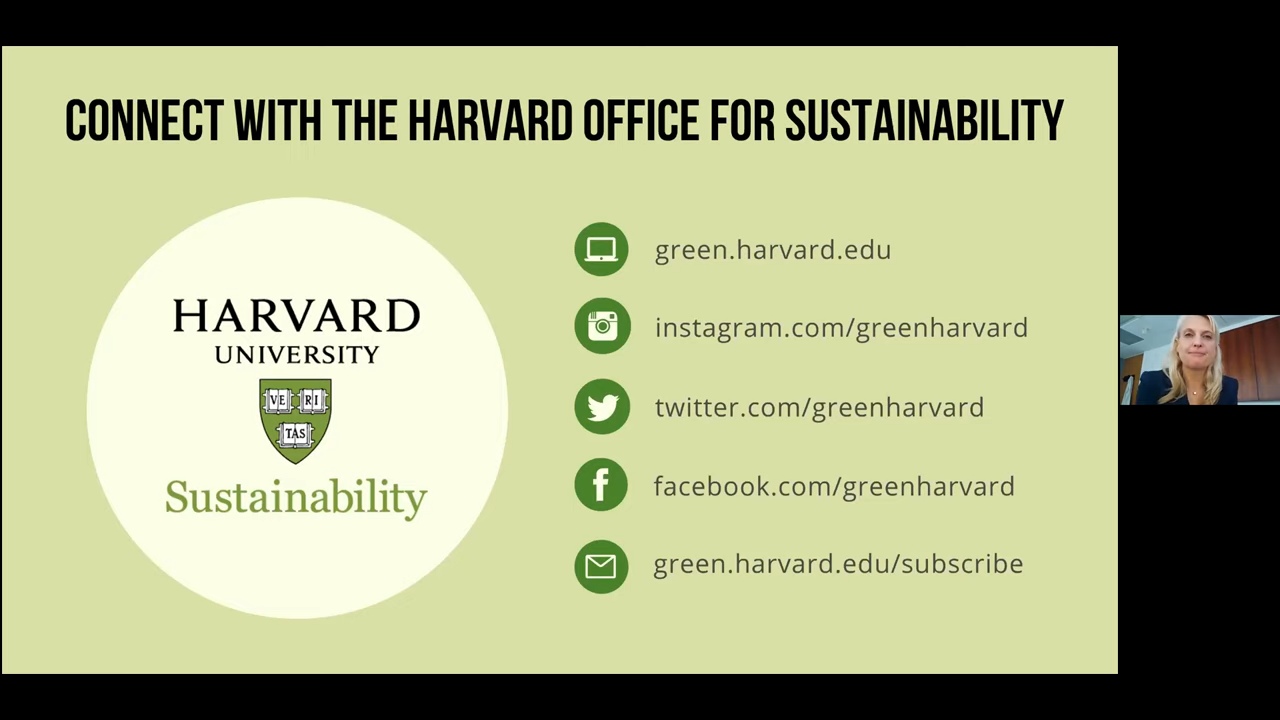 CONNECT WITH THE HARVARD OFFICE FOR SUSTAINABILITY
HARVARD
UNIVERSITY
VE RI
TAS
Sustainability
green.harvard.edu
instagram.com/greenharvard
twitter.com/greenharvard
facebook.com/greenharvard
green.harvard.edu/subscribe